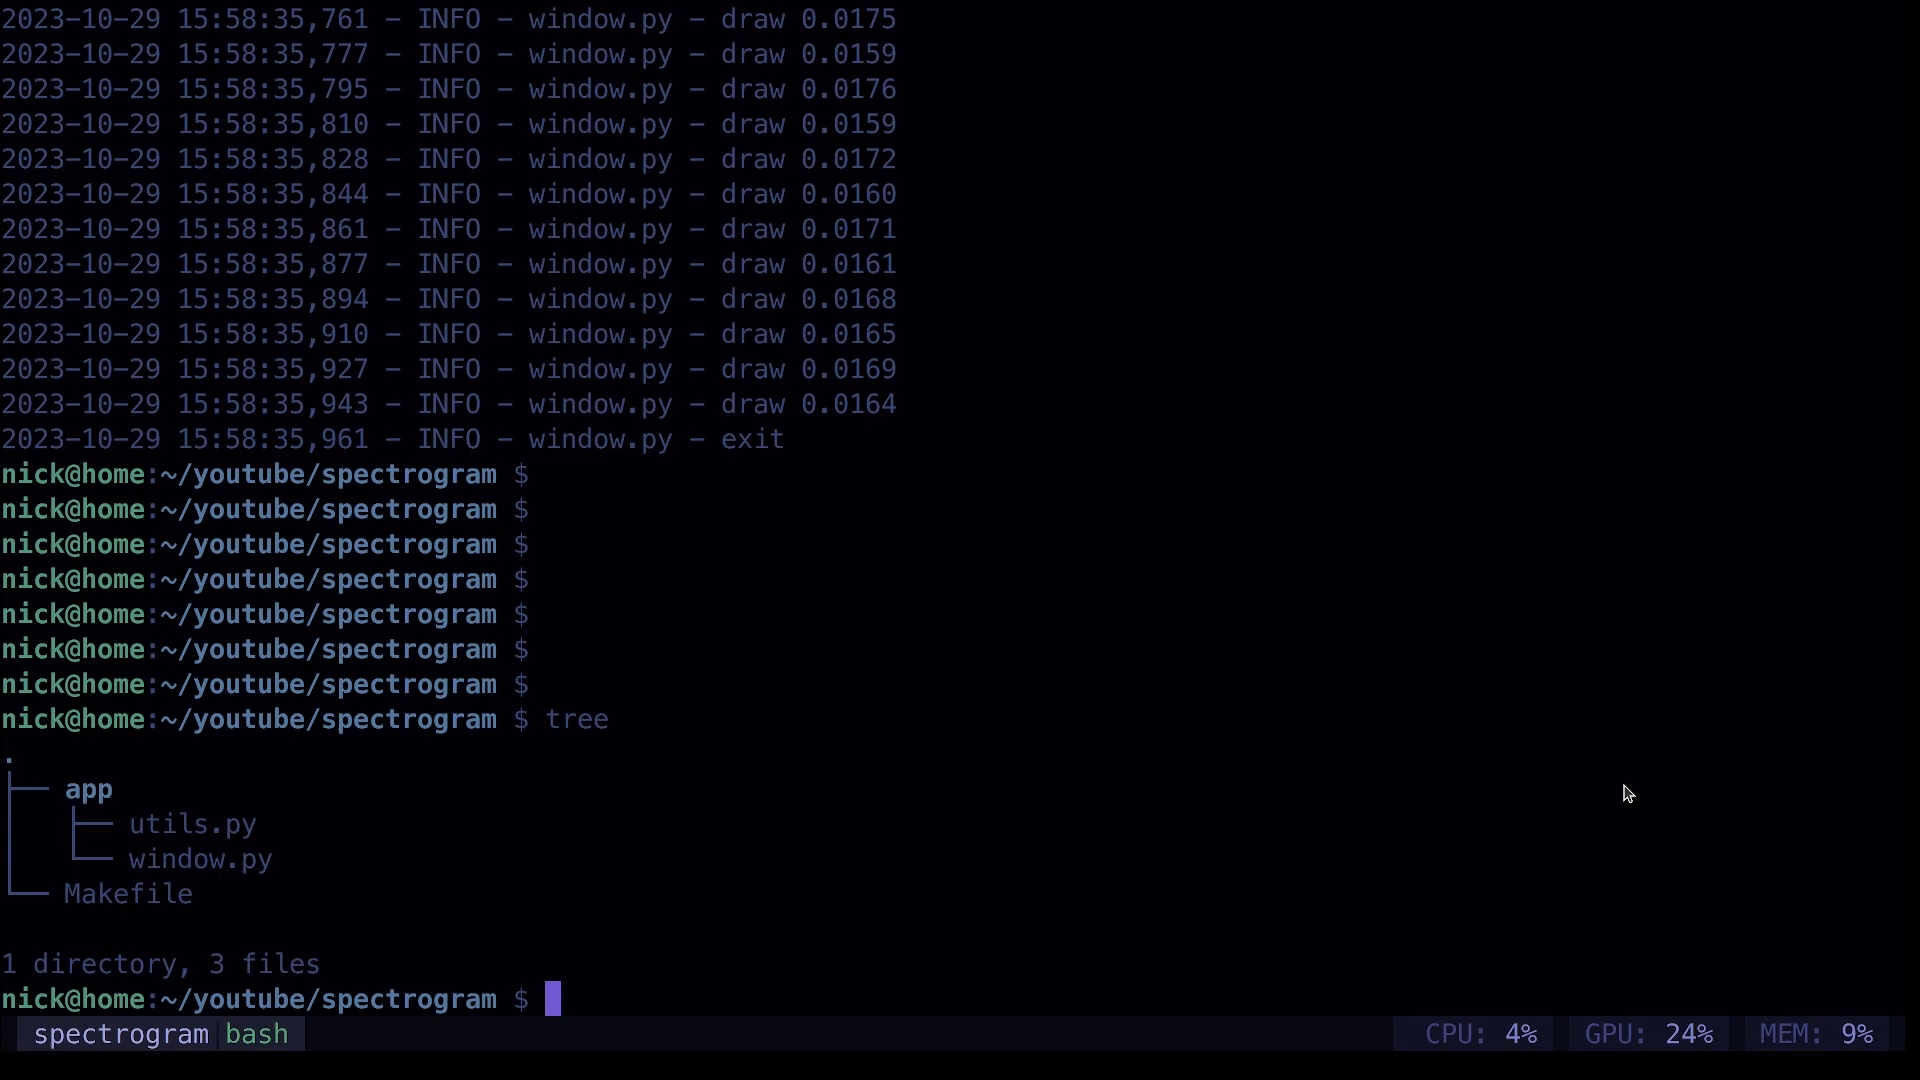 2023-10-29 15:58:35,761 - INFO - window.py - draw 0.0175
2023-10-29 15:58:35,777 - INFO - window.py - draw 0.0159
2023-10-29 15:58:35,795 - INFO - window.py - draw 0.0176
2023-10-29 15:58:35,810 - INFO - window.py - draw 0.0159
2023-10-29 15:58:35,828 - INFO - window.py - draw 0.0172
2023-10-29 15:58:35,844 - INFO - window.py - draw 0.0160
2023-10-29 15:58:35,861 - INFO - window.py - draw 0.0171
2023-10-29 15:58:35,877 - INFO - window.py - draw 0.0161
2023-10-29 15:58:35,894 - INFO - window.py - draw 0.0168
2023-10-29 15:58:35,910 - INFO - window.py - draw 0.0165
2023-10-29 15:58:35,927 - INFO - window.py - draw 0.0169
2023-10-29 15:58:35,943 - INFO - window.py - draw 0.0164
2023-10-29 15:58:35,961 - INFO - window.py - exit
nick@home:~/youtube/spectrogram $
nick@home:~/youtube/spectrogram $
nick@home:~/youtube/spectrogram $
nick@home:~/youtube/spectrogram $
nick@home:~/youtube/spectrogram $
nick@home:~/youtube/spectrogram $
nick@home:~/youtube/spectrogram $
nick@home:~/youtube/spectrogram $ tree
.
├── app
│   ├── utils.py
│   └── window.py
└── Makefile
1 directory, 3 files
nick@home:~/youtube/spectrogram $
spectrogram bash CPU: 4% GPU: 24% MEM: 9%